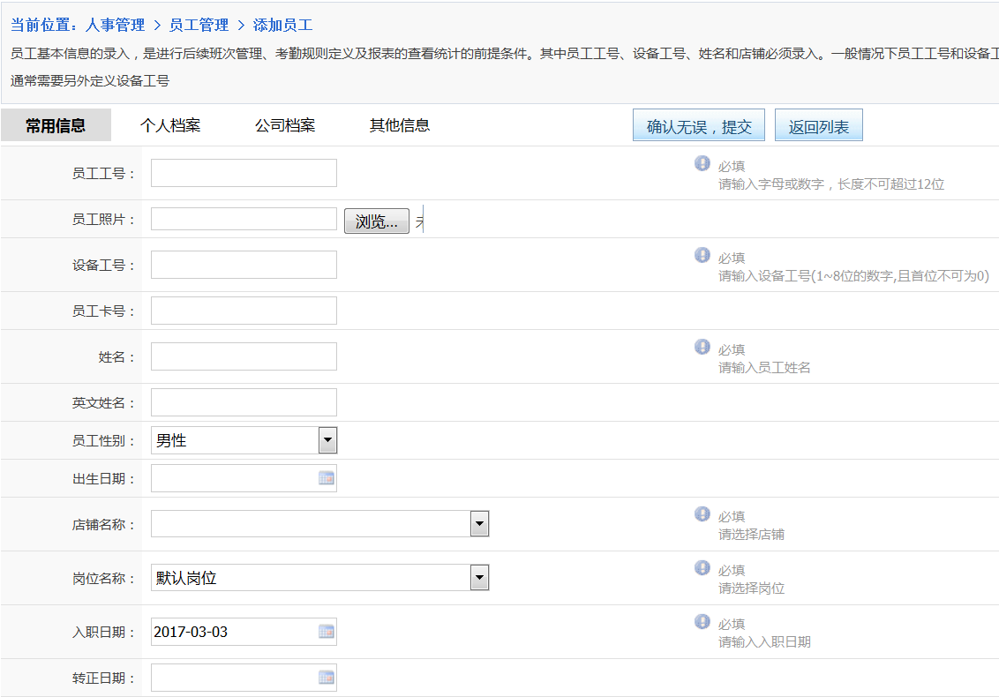 当前位置：人事管理 > 员工管理 > 添加员工
员工基本信息的录入，是进行后续班次管理、考勤规则定义及报表的查看统计的前提条件。其中员工工号、设备工号、姓名和店铺必须录入。一般情况下员工工号和设备工
通常需要另外定义设备工号
常用信息 个人档案 公司档案 其他信息 确认无误，提交 返回列表
员工工号： 必填
请输入字母或数字，长度不可超过12位
员工照片： 浏览...
设备工号： 必填
请输入设备工号(1~8位的数字,且首位不可为0)
员工卡号：
姓名： 必填
请输入员工姓名
英文姓名：
员工性别： 男性
出生日期：
店铺名称： 必填
请选择店铺
岗位名称： 默认岗位 必填
请选择岗位
入职日期： 2017-03-03 必填
请输入入职日期
转正日期：